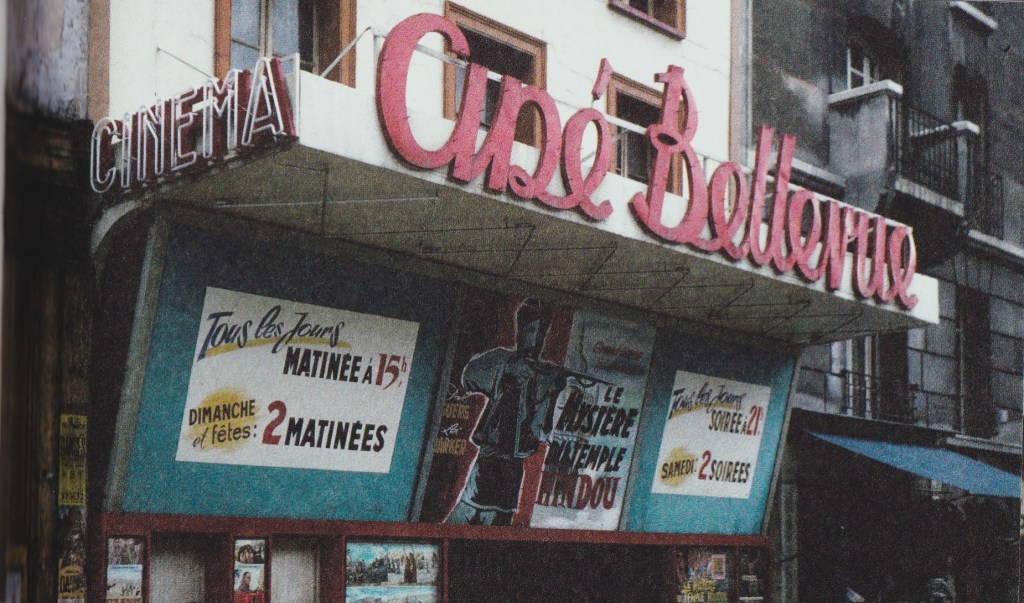 CINEMA
Ciné Bellevue
Tous les Jours
MATINÉE À 15h
DIMANCHE
et fêtes: 2 MATINÉES
LE
MYSTÈRE
DU TEMPLE
HINDOU
Tous les Jours
SOIRÉE À 21h
SAMEDI: 2 SOIRÉES